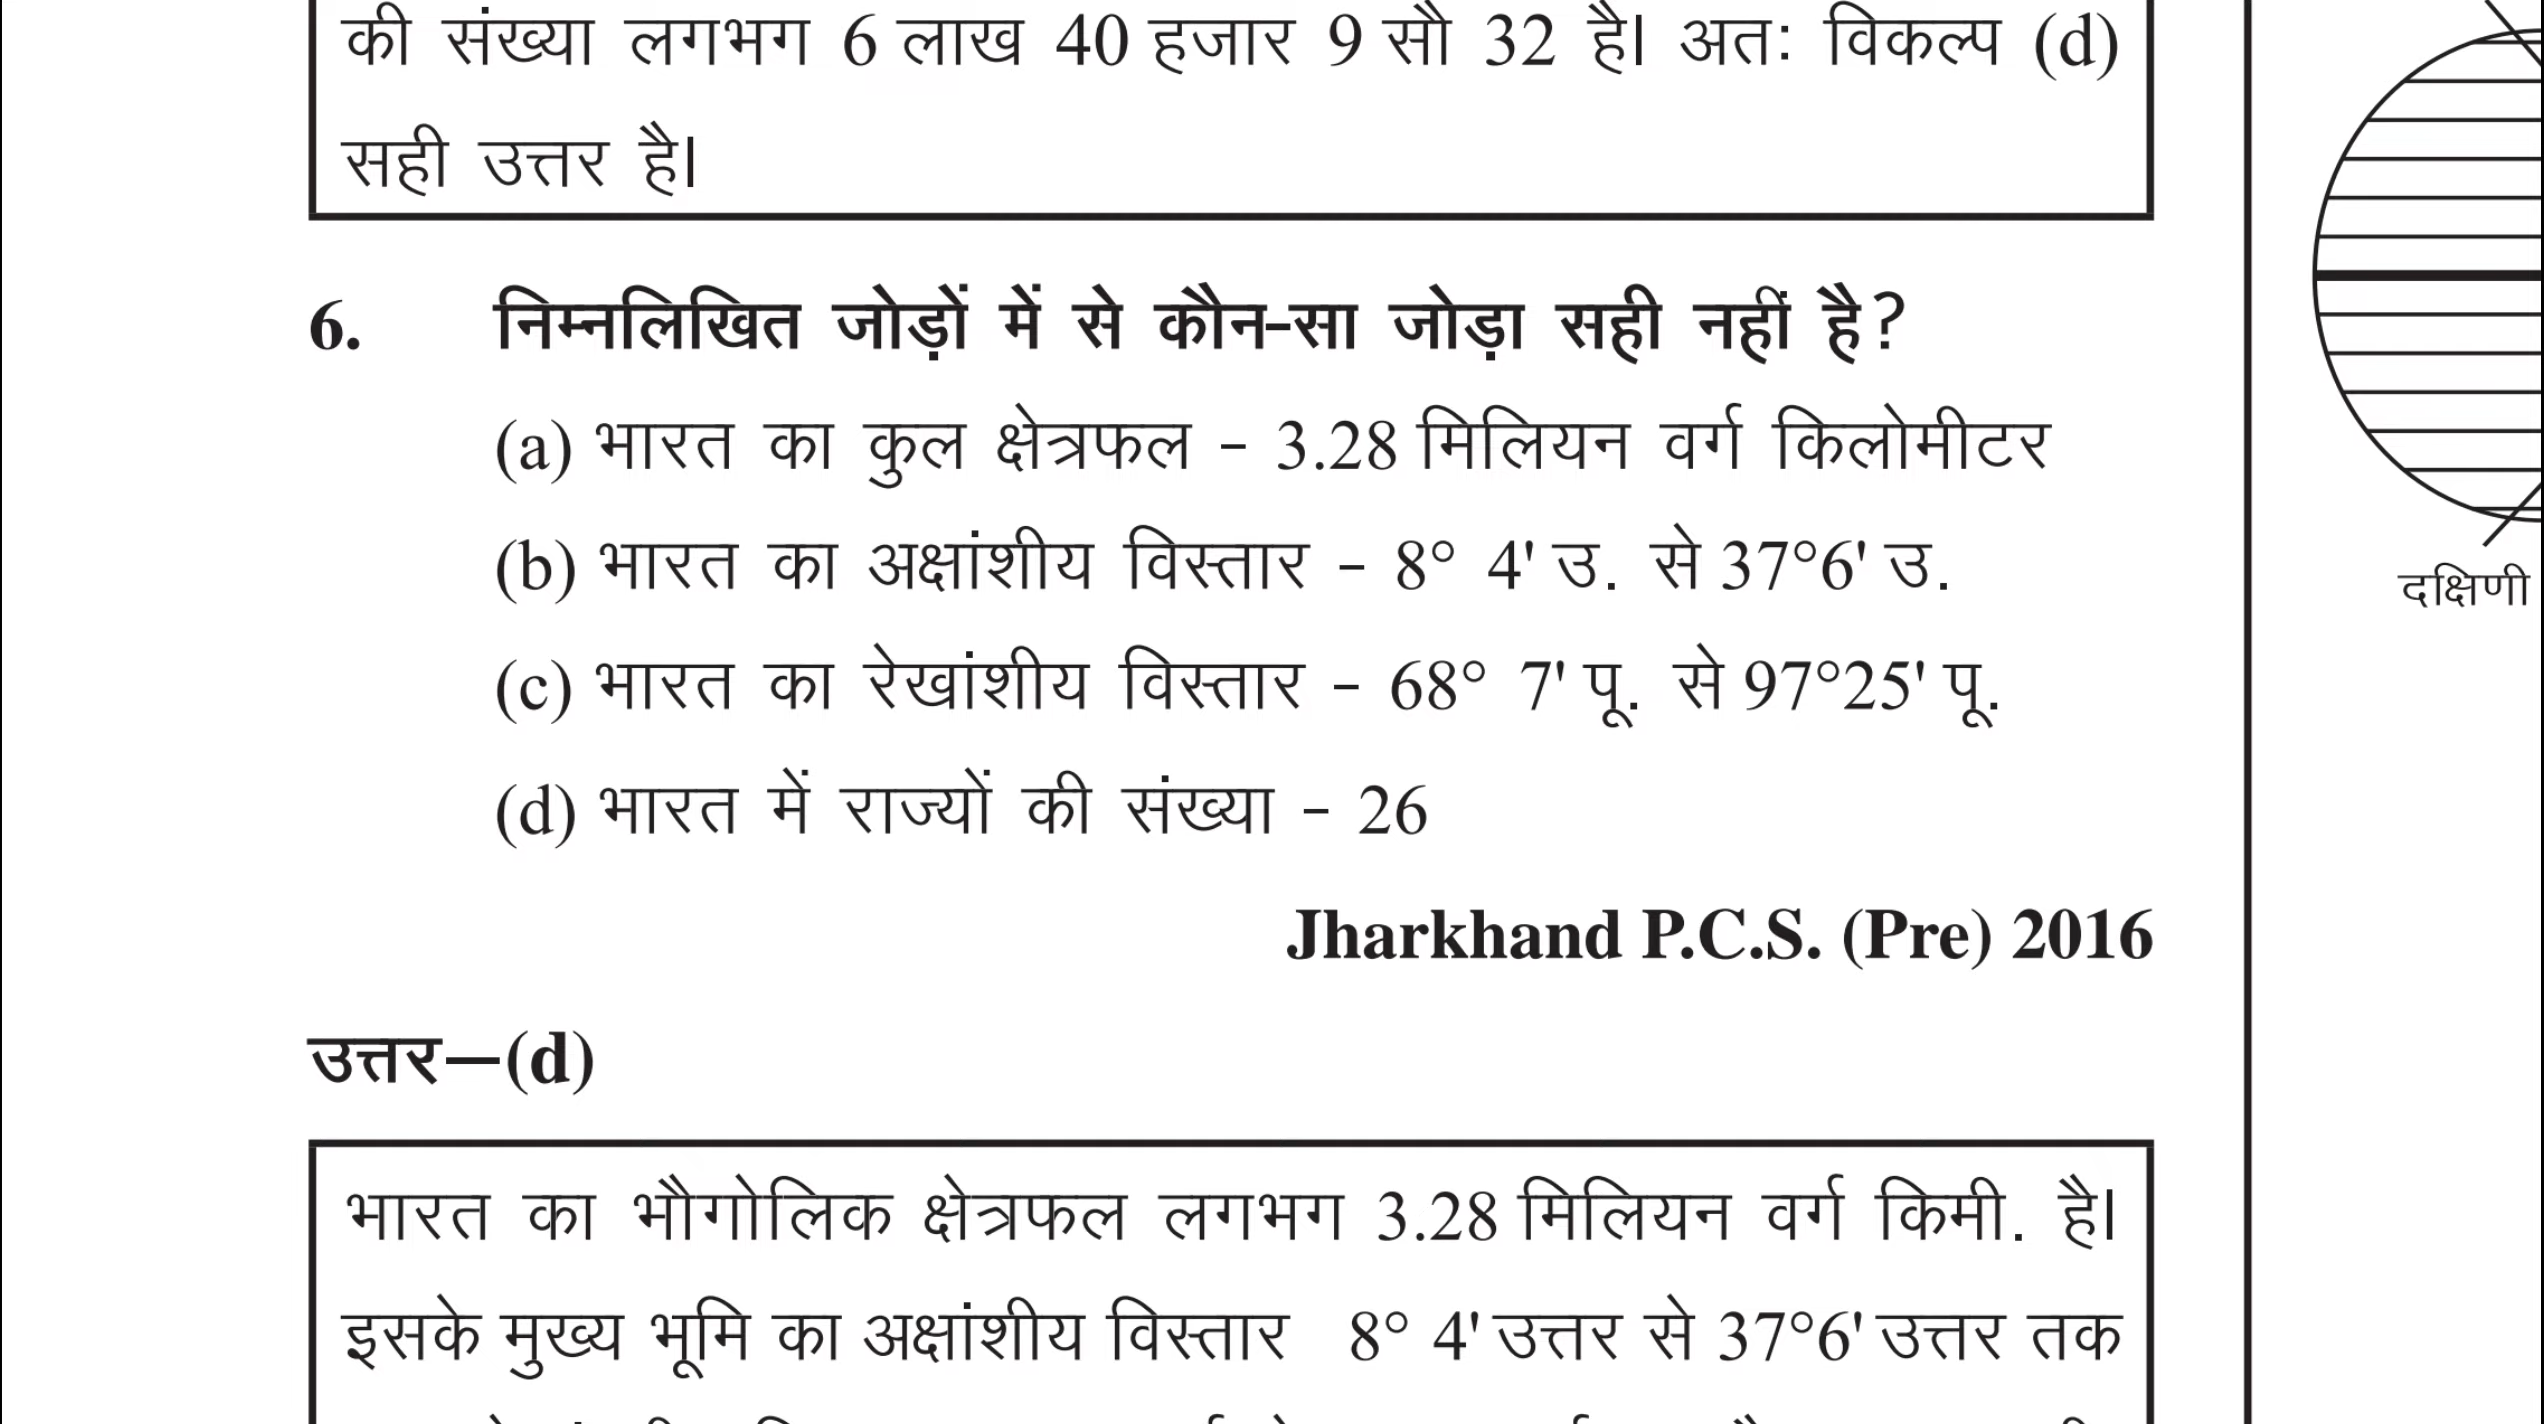 की संख्या लगभग 6 लाख 40 हजार 9 सौ 32 है। अतः विकल्प (d)
सही उत्तर है।
6. निम्नलिखित जोड़ों में से कौन-सा जोड़ा सही नहीं है?
(a) भारत का कुल क्षेत्रफल - 3.28 मिलियन वर्ग किलोमीटर
(b) भारत का अक्षांशीय विस्तार - 8° 4' उ. से 37°6' उ.
(c) भारत का रेखांशीय विस्तार - 68° 7' पू. से 97°25' पू.
(d) भारत में राज्यों की संख्या - 26
Jharkhand P.C.S. (Pre) 2016
उत्तर—(d)
भारत का भौगोलिक क्षेत्रफल लगभग 3.28 मिलियन वर्ग किमी. है।
इसके मुख्य भूमि का अक्षांशीय विस्तार 8° 4' उत्तर से 37°6' उत्तर तक
दक्षिणी